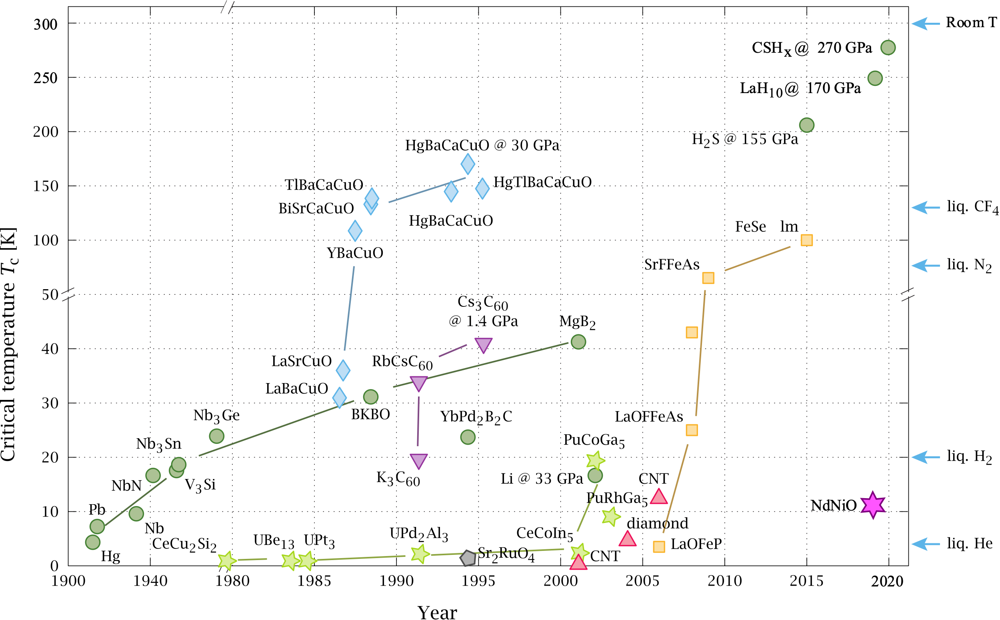 300
Room T
CSHx@ 270 GPa
250
LaH10@ 170 GPa
200
H2S @ 155 GPa
HgBaCaCuO @ 30 GPa
150
TlBaCaCuO
HgTlBaCaCuO
BiSrCaCuO
liq. CF4
HgBaCaCuO
FeSe lm
100
YBaCuO
SrFFeAs
liq. N2
50
Cs3C60
@ 1.4 GPa
MgB2
40
LaSrCuO
RbCsC60
LaBaCuO
30
Nb3Ge
BKBO
YbPd2B2C
LaOFFeAs
Nb3Sn
PuCoGa5
20
liq. H2
NbN
V3Si
K3C60
Li @ 33 GPa
CNT
PuRhGa5
NdNiO
Pb
10
Nb
diamond
CeCu2Si2
UBe13
UPt3
UPd2Al3
CeCoIn5
LaOFeP
liq. He
Hg
Sr2RuO4
CNT
0
1900 1940 1980 1985 1990 1995 2000 2005 2010 2015 2020
Year
Critical temperature Tc [K]